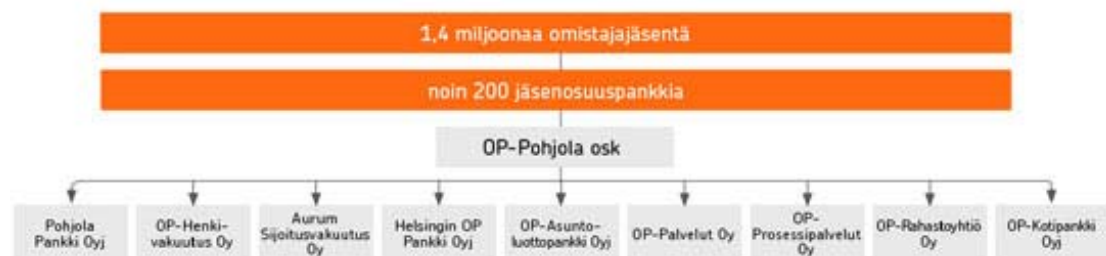 1,4 miljoonaa omistajajäsentä
noin 200 jäsenosuuspankkia
OP-Pohjola osk
Pohjola
Pankki Oyj
OP-Henki-
vakuutus Oy
Aurum
Sijoitusvakuutus
Oy
Helsingin OP
Pankki Oyj
OP-Asunto-
luottopankki Oyj
OP-Palvelut Oy
OP-
Prosessipalvelut
Oy
OP-Rahastoyhtiö
Oy
OP-Kotipankki
Oyj